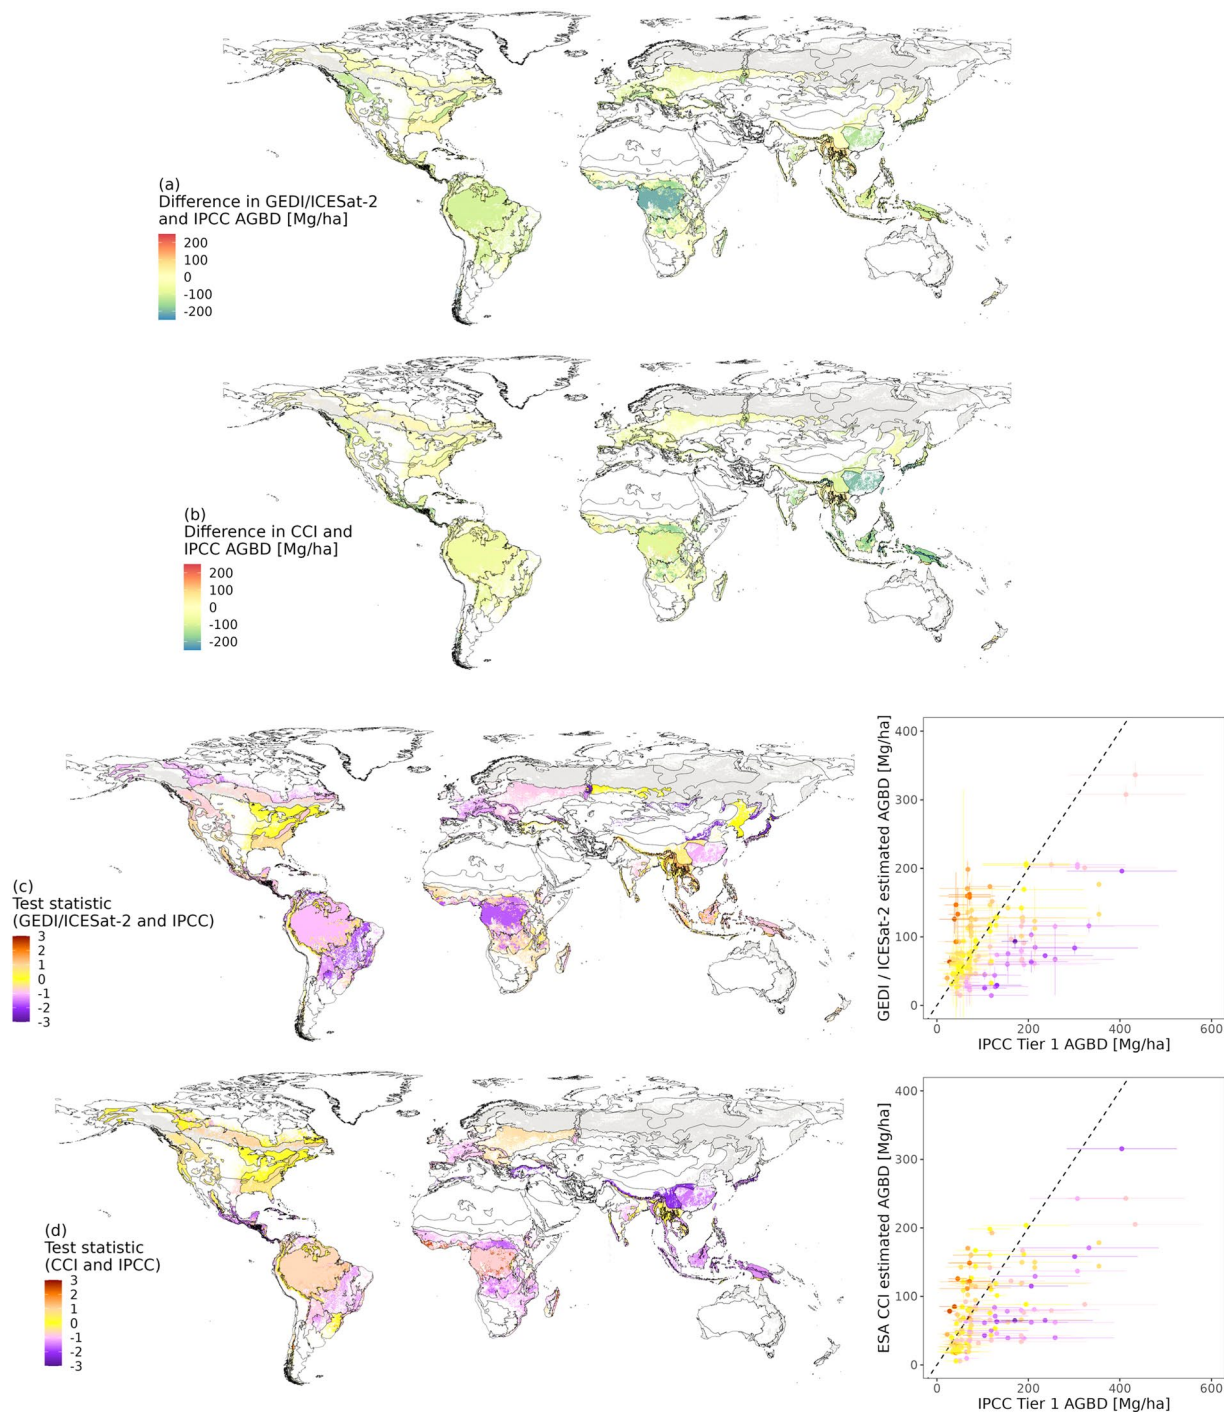 (a)
Difference in GEDI/ICESat-2
and IPCC AGBD [Mg/ha]
200
100
0
-100
-200
(b)
Difference in CCI and
IPCC AGBD [Mg/ha]
200
100
0
-100
-200
(c)
Test statistic
(GEDI/ICESat-2 and IPCC)
3
2
1
0
-1
-2
-3
GEDI / ICESat-2 estimated AGBD [Mg/ha]
400
300
200
100
0
0
200
400
600
IPCC Tier 1 AGBD [Mg/ha]
(d)
Test statistic
(CCI and IPCC)
3
2
1
0
-1
-2
-3
ESA CCI estimated AGBD [Mg/ha]
400
300
200
100
0
0
200
400
600
IPCC Tier 1 AGBD [Mg/ha]